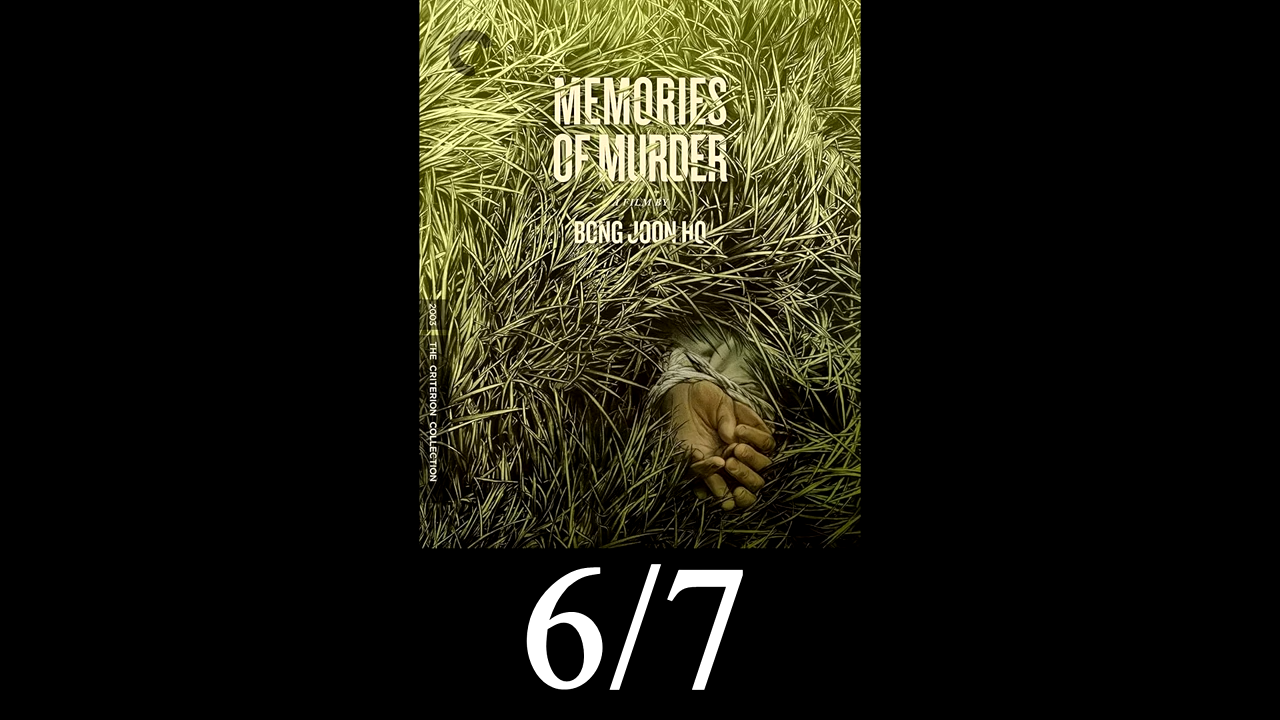 MEMORIES
OF MURDER
A FILM BY
BONG JOON HO
2003 THE CRITERION COLLECTION
6/7